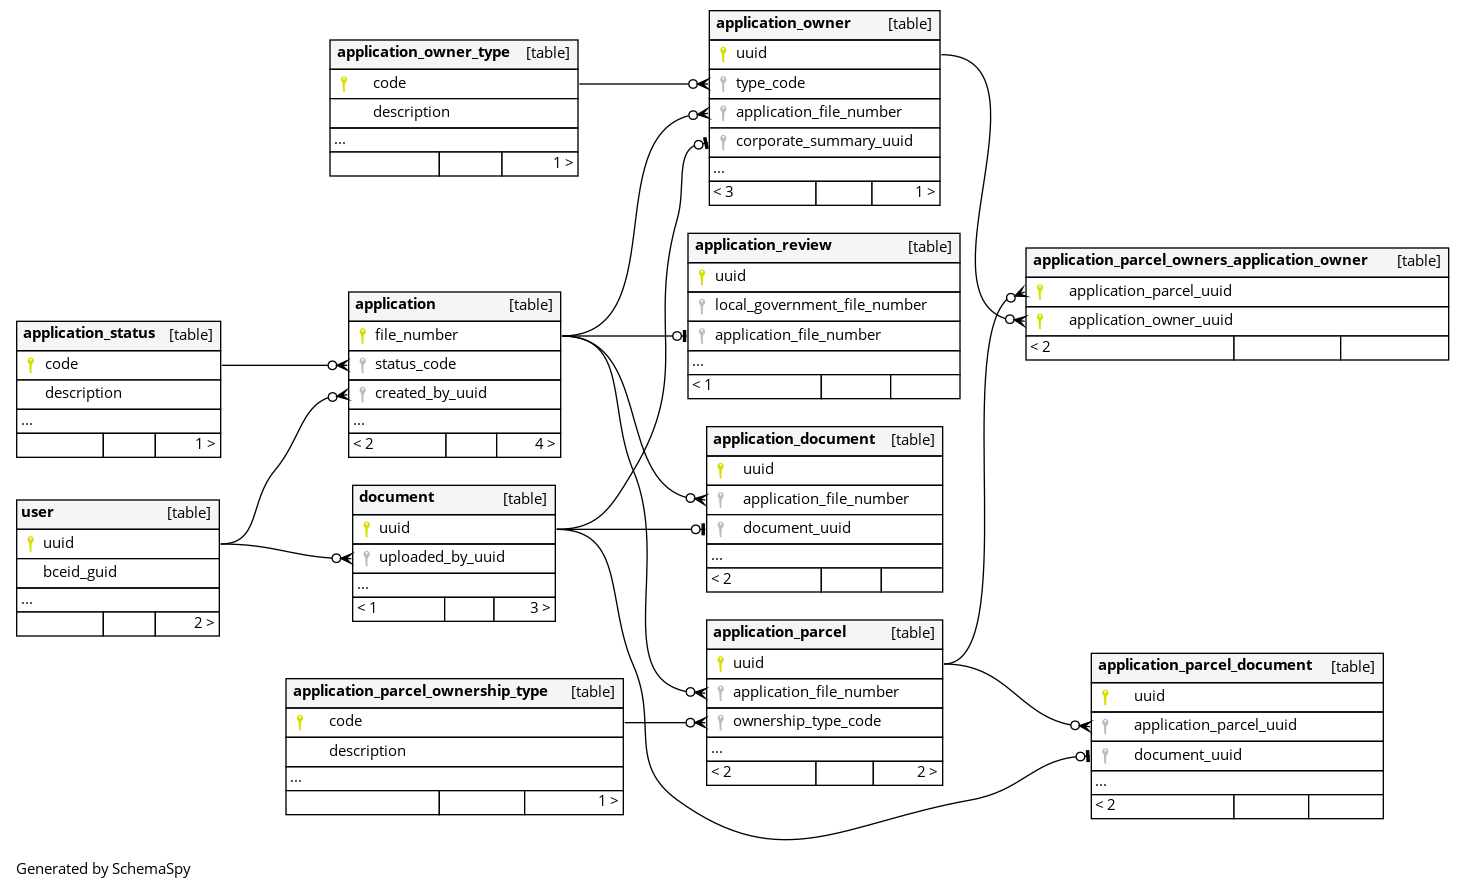 application_owner_type [table]
code
description
...
1 >
application_owner [table]
uuid
type_code
application_file_number
corporate_summary_uuid
...
< 3 1 >
application_review [table]
uuid
local_government_file_number
application_file_number
...
< 1
application_parcel_owners_application_owner [table]
application_parcel_uuid
application_owner_uuid
< 2
application [table]
file_number
status_code
created_by_uuid
...
< 2 4 >
application_status [table]
code
description
...
1 >
user [table]
uuid
bceid_guid
...
2 >
document [table]
uuid
uploaded_by_uuid
...
< 1 3 >
application_document [table]
uuid
application_file_number
document_uuid
...
< 2
application_parcel [table]
uuid
application_file_number
ownership_type_code
...
< 2 2 >
application_parcel_ownership_type [table]
code
description
...
1 >
application_parcel_document [table]
uuid
application_parcel_uuid
document_uuid
...
< 2
Generated by SchemaSpy